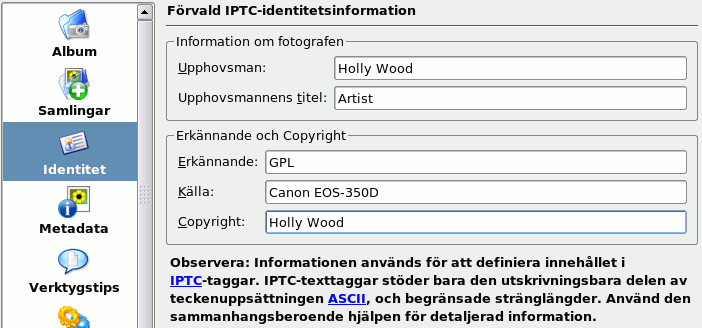 Album
Samlingar
Identitet
Metadata
Verktygstips
Förvald IPTC-identitetsinformation
Information om fotografen
Upphovsman: Holly Wood
Upphovsmannens titel: Artist
Erkännande och Copyright
Erkännande: GPL
Källa: Canon EOS-350D
Copyright: Holly Wood
Observera: Informationen används för att definiera innehållet i
IPTC-taggar. IPTC-texttaggar stöder bara den utskrivningsbara delen av
teckenuppsättningen ASCII, och begränsade stränglängder. Använd den
sammanhangsberoende hjälpen för detaljerad information.